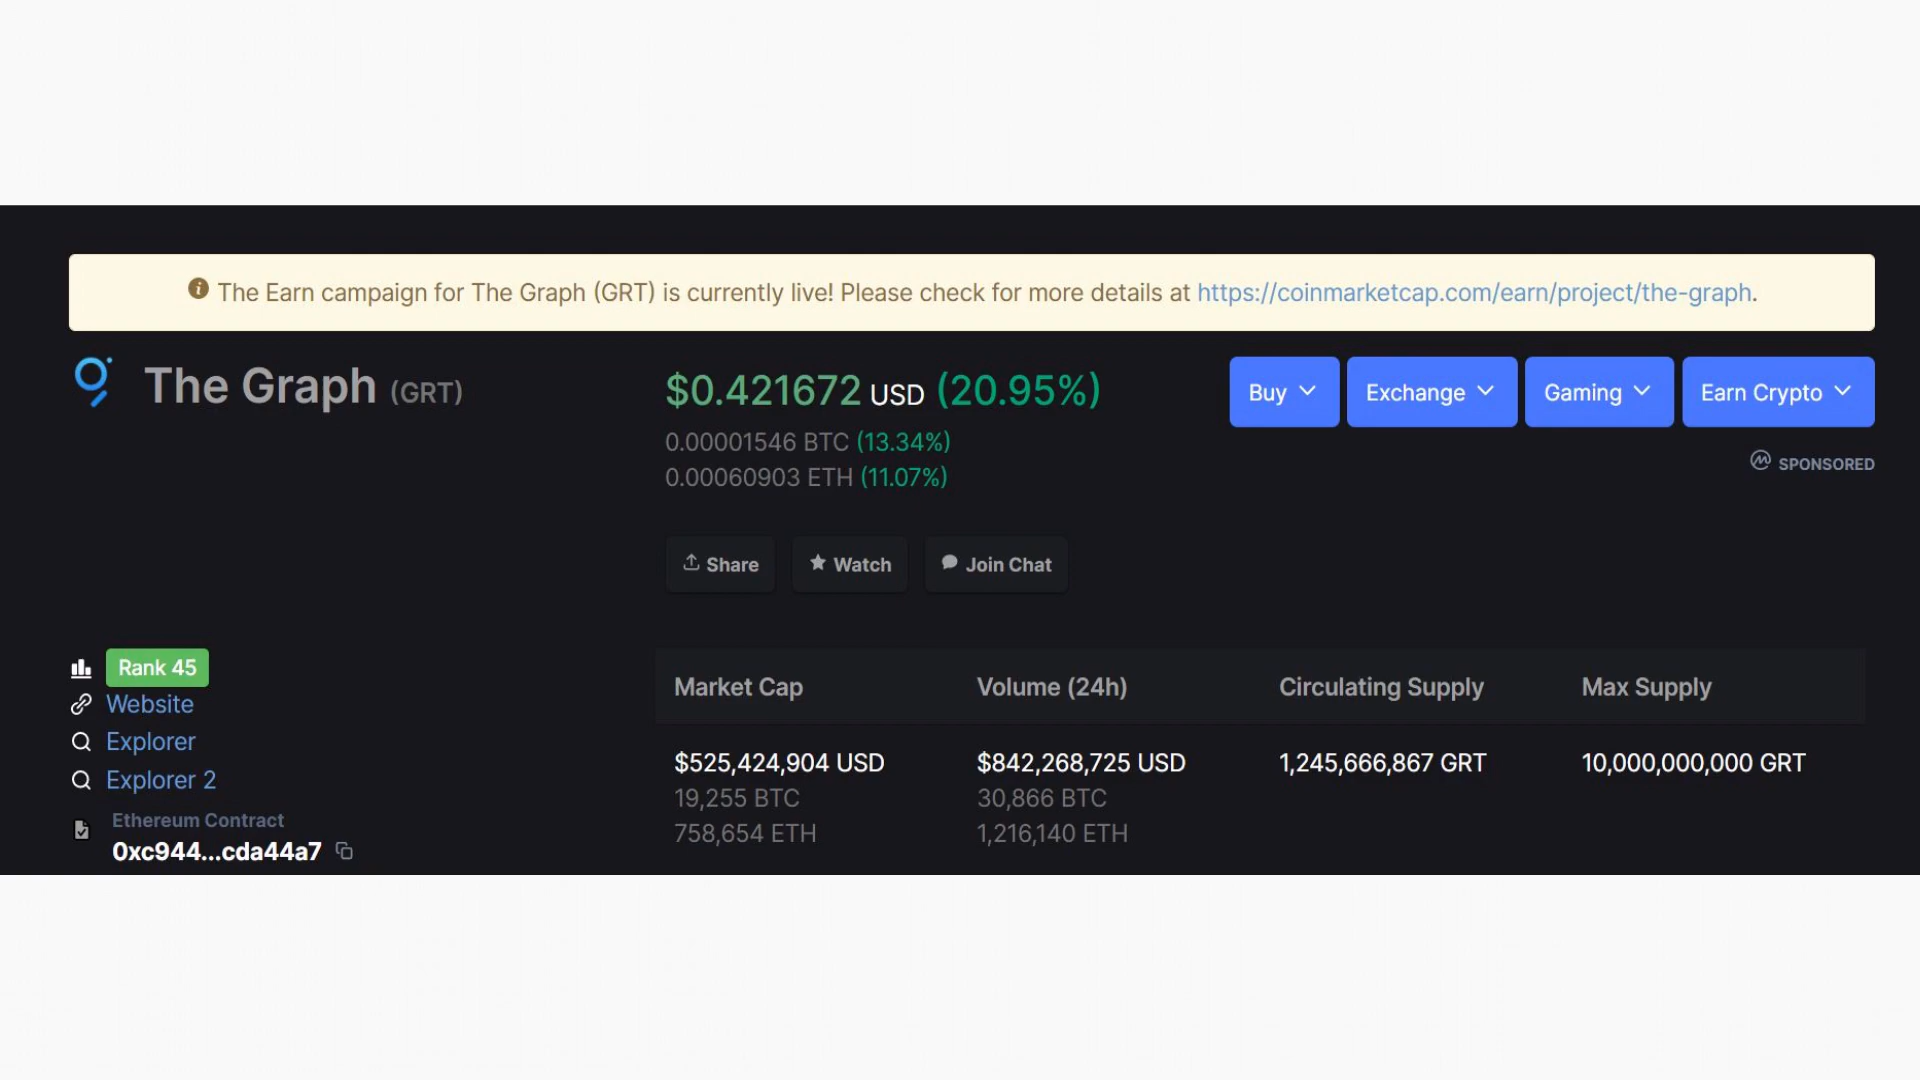 The Earn campaign for The Graph (GRT) is currently live! Please check for more details at https://coinmarketcap.com/earn/project/the-graph.
The Graph (GRT)
$0.421672 USD (20.95%)
0.00001546 BTC (13.34%)
0.00060903 ETH (11.07%)
Buy
Exchange
Gaming
Earn Crypto
SPONSORED
Share
Watch
Join Chat
Rank 45
Website
Explorer
Explorer 2
Ethereum Contract
0xc944...cda44a7
Market Cap
$525,424,904 USD
19,255 BTC
758,654 ETH
Volume (24h)
$842,268,725 USD
30,866 BTC
1,216,140 ETH
Circulating Supply
1,245,666,867 GRT
Max Supply
10,000,000,000 GRT